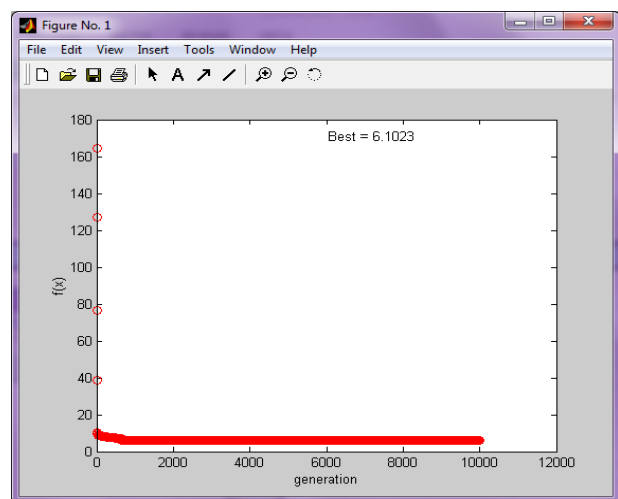 Figure No. 1
File Edit View Insert Tools Window Help
A
Best = 6.1023
180
160
140
120
100
80
60
40
20
0
f(x)
0 2000 4000 6000 8000 10000 12000
generation